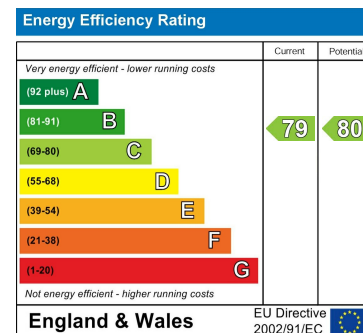 Energy Efficiency Rating
Current Potential
Very energy efficient - lower running costs
(92 plus) A
(81-91) B
(69-80) C
(55-68) D
(39-54) E
(21-38) F
(1-20) G
79 80
Not energy efficient - higher running costs
England & Wales
EU Directive
2002/91/EC